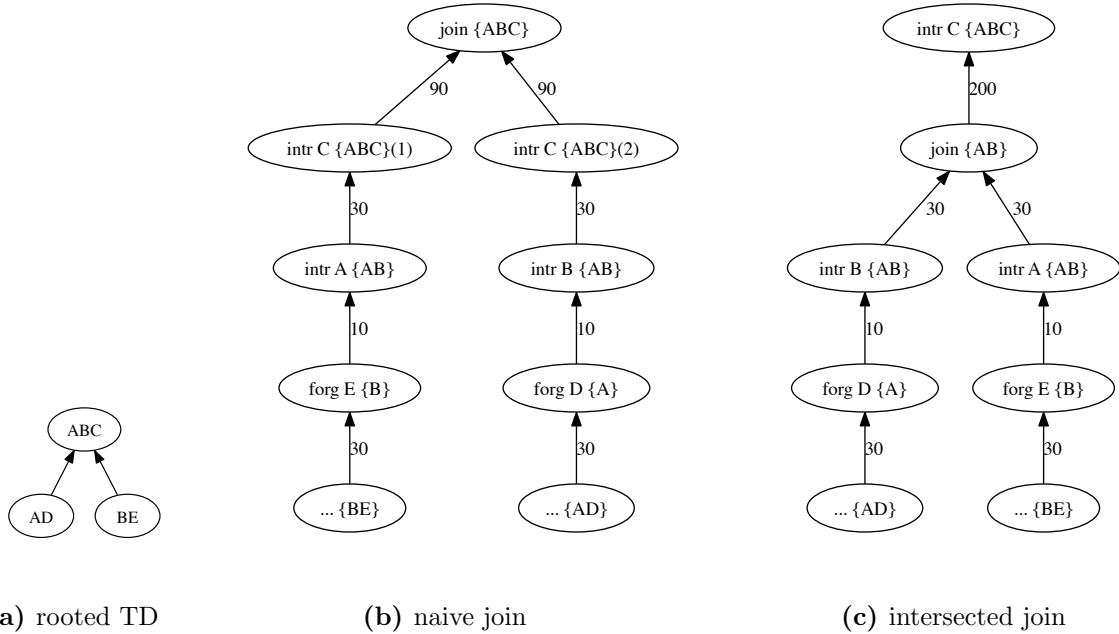 ABC
AD
BE
(a) rooted TD
join {ABC}
90
90
intr C {ABC}(1)
intr C {ABC}(2)
30
30
intr A {AB}
intr B {AB}
10
10
forg E {B}
forg D {A}
30
30
... {BE}
... {AD}
(b) naive join
intr C {ABC}
200
join {AB}
30
30
intr B {AB}
intr A {AB}
10
10
forg D {A}
forg E {B}
30
30
... {AD}
... {BE}
(c) intersected join